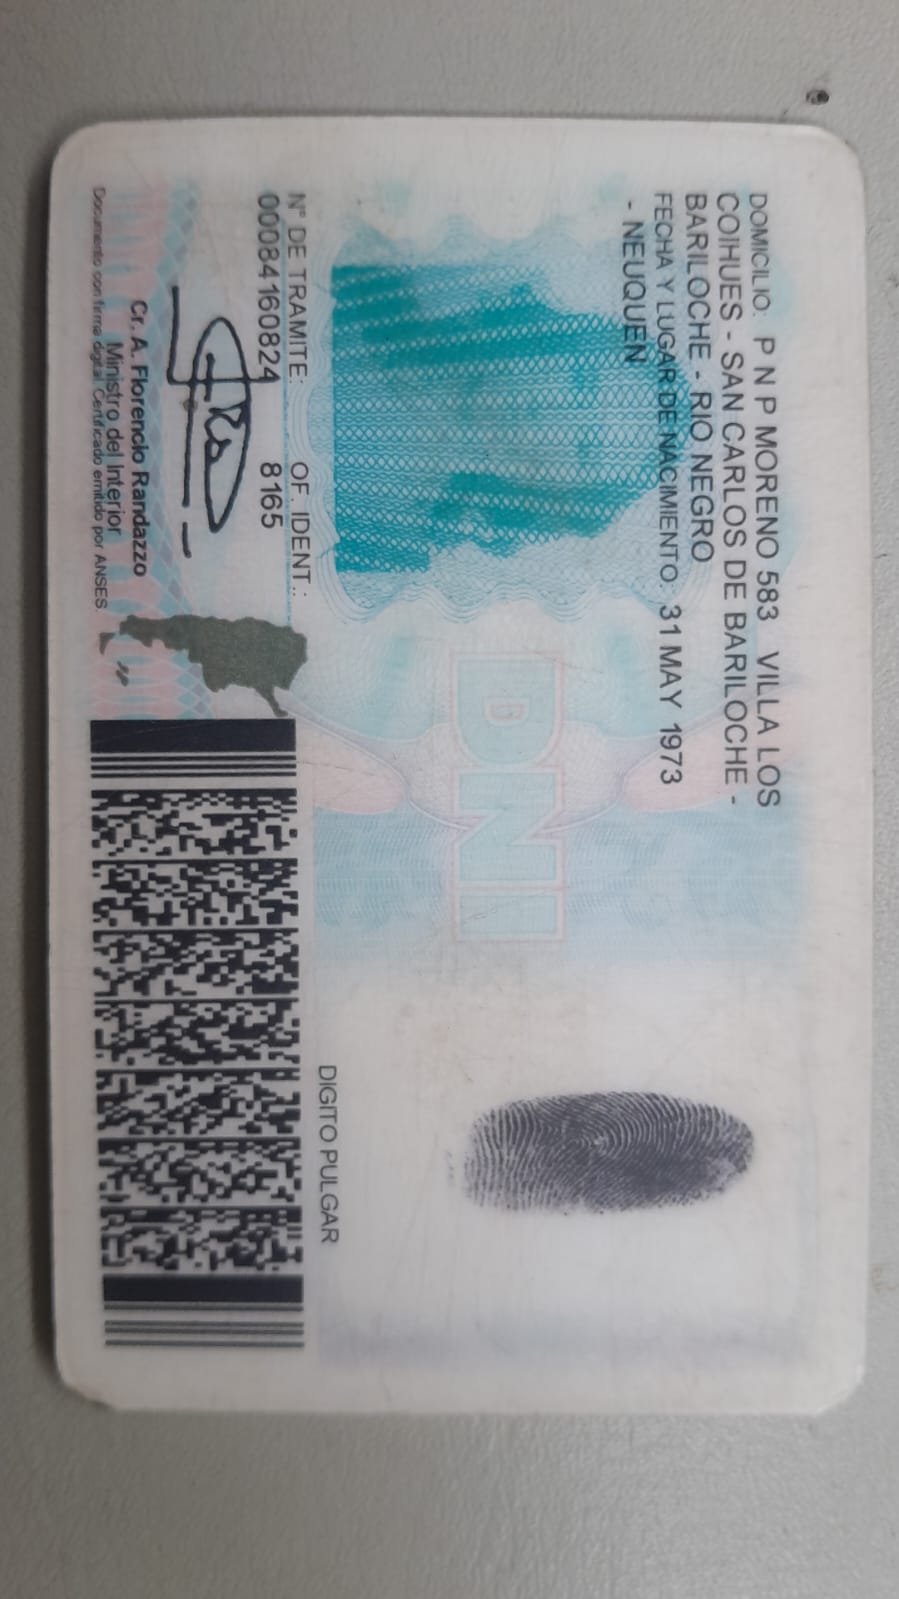 DOMICILIO: P N P MORENO 583 VILLA LOS
COIHUES - SAN CARLOS DE BARILOCHE -
BARILOCHE - RIO NEGRO
FECHA Y LUGAR DE NACIMIENTO: 31 MAY 1973
- NEUQUEN
DNI
DIGITO PULGAR
N° DE TRAMITE: OF. IDENT.:
00084160824 8165
Cr. A. Florencio Randazzo
Ministro del Interior
Documento con firma digital. Certificado emitido por ANSES.